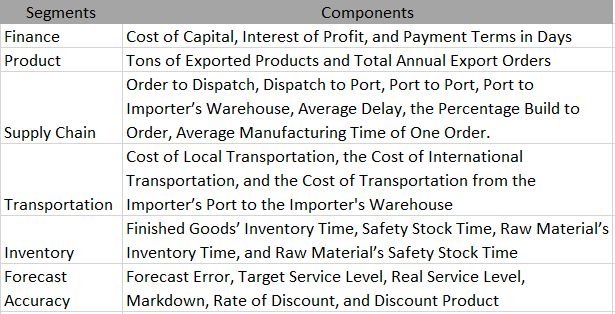 Segments Components
Finance Cost of Capital, Interest of Profit, and Payment Terms in Days
Product Tons of Exported Products and Total Annual Export Orders
Order to Dispatch, Dispatch to Port, Port to Port, Port to
Importer’s Warehouse, Average Delay, the Percentage Build to
Supply Chain Order, Average Manufacturing Time of One Order.
Cost of Local Transportation, the Cost of International
Transportation, and the Cost of Transportation from the
Transportation Importer’s Port to the Importer's Warehouse
Finished Goods’ Inventory Time, Safety Stock Time, Raw Material’s
Inventory Inventory Time, and Raw Material’s Safety Stock Time
Forecast Forecast Error, Target Service Level, Real Service Level,
Accuracy Markdown, Rate of Discount, and Discount Product